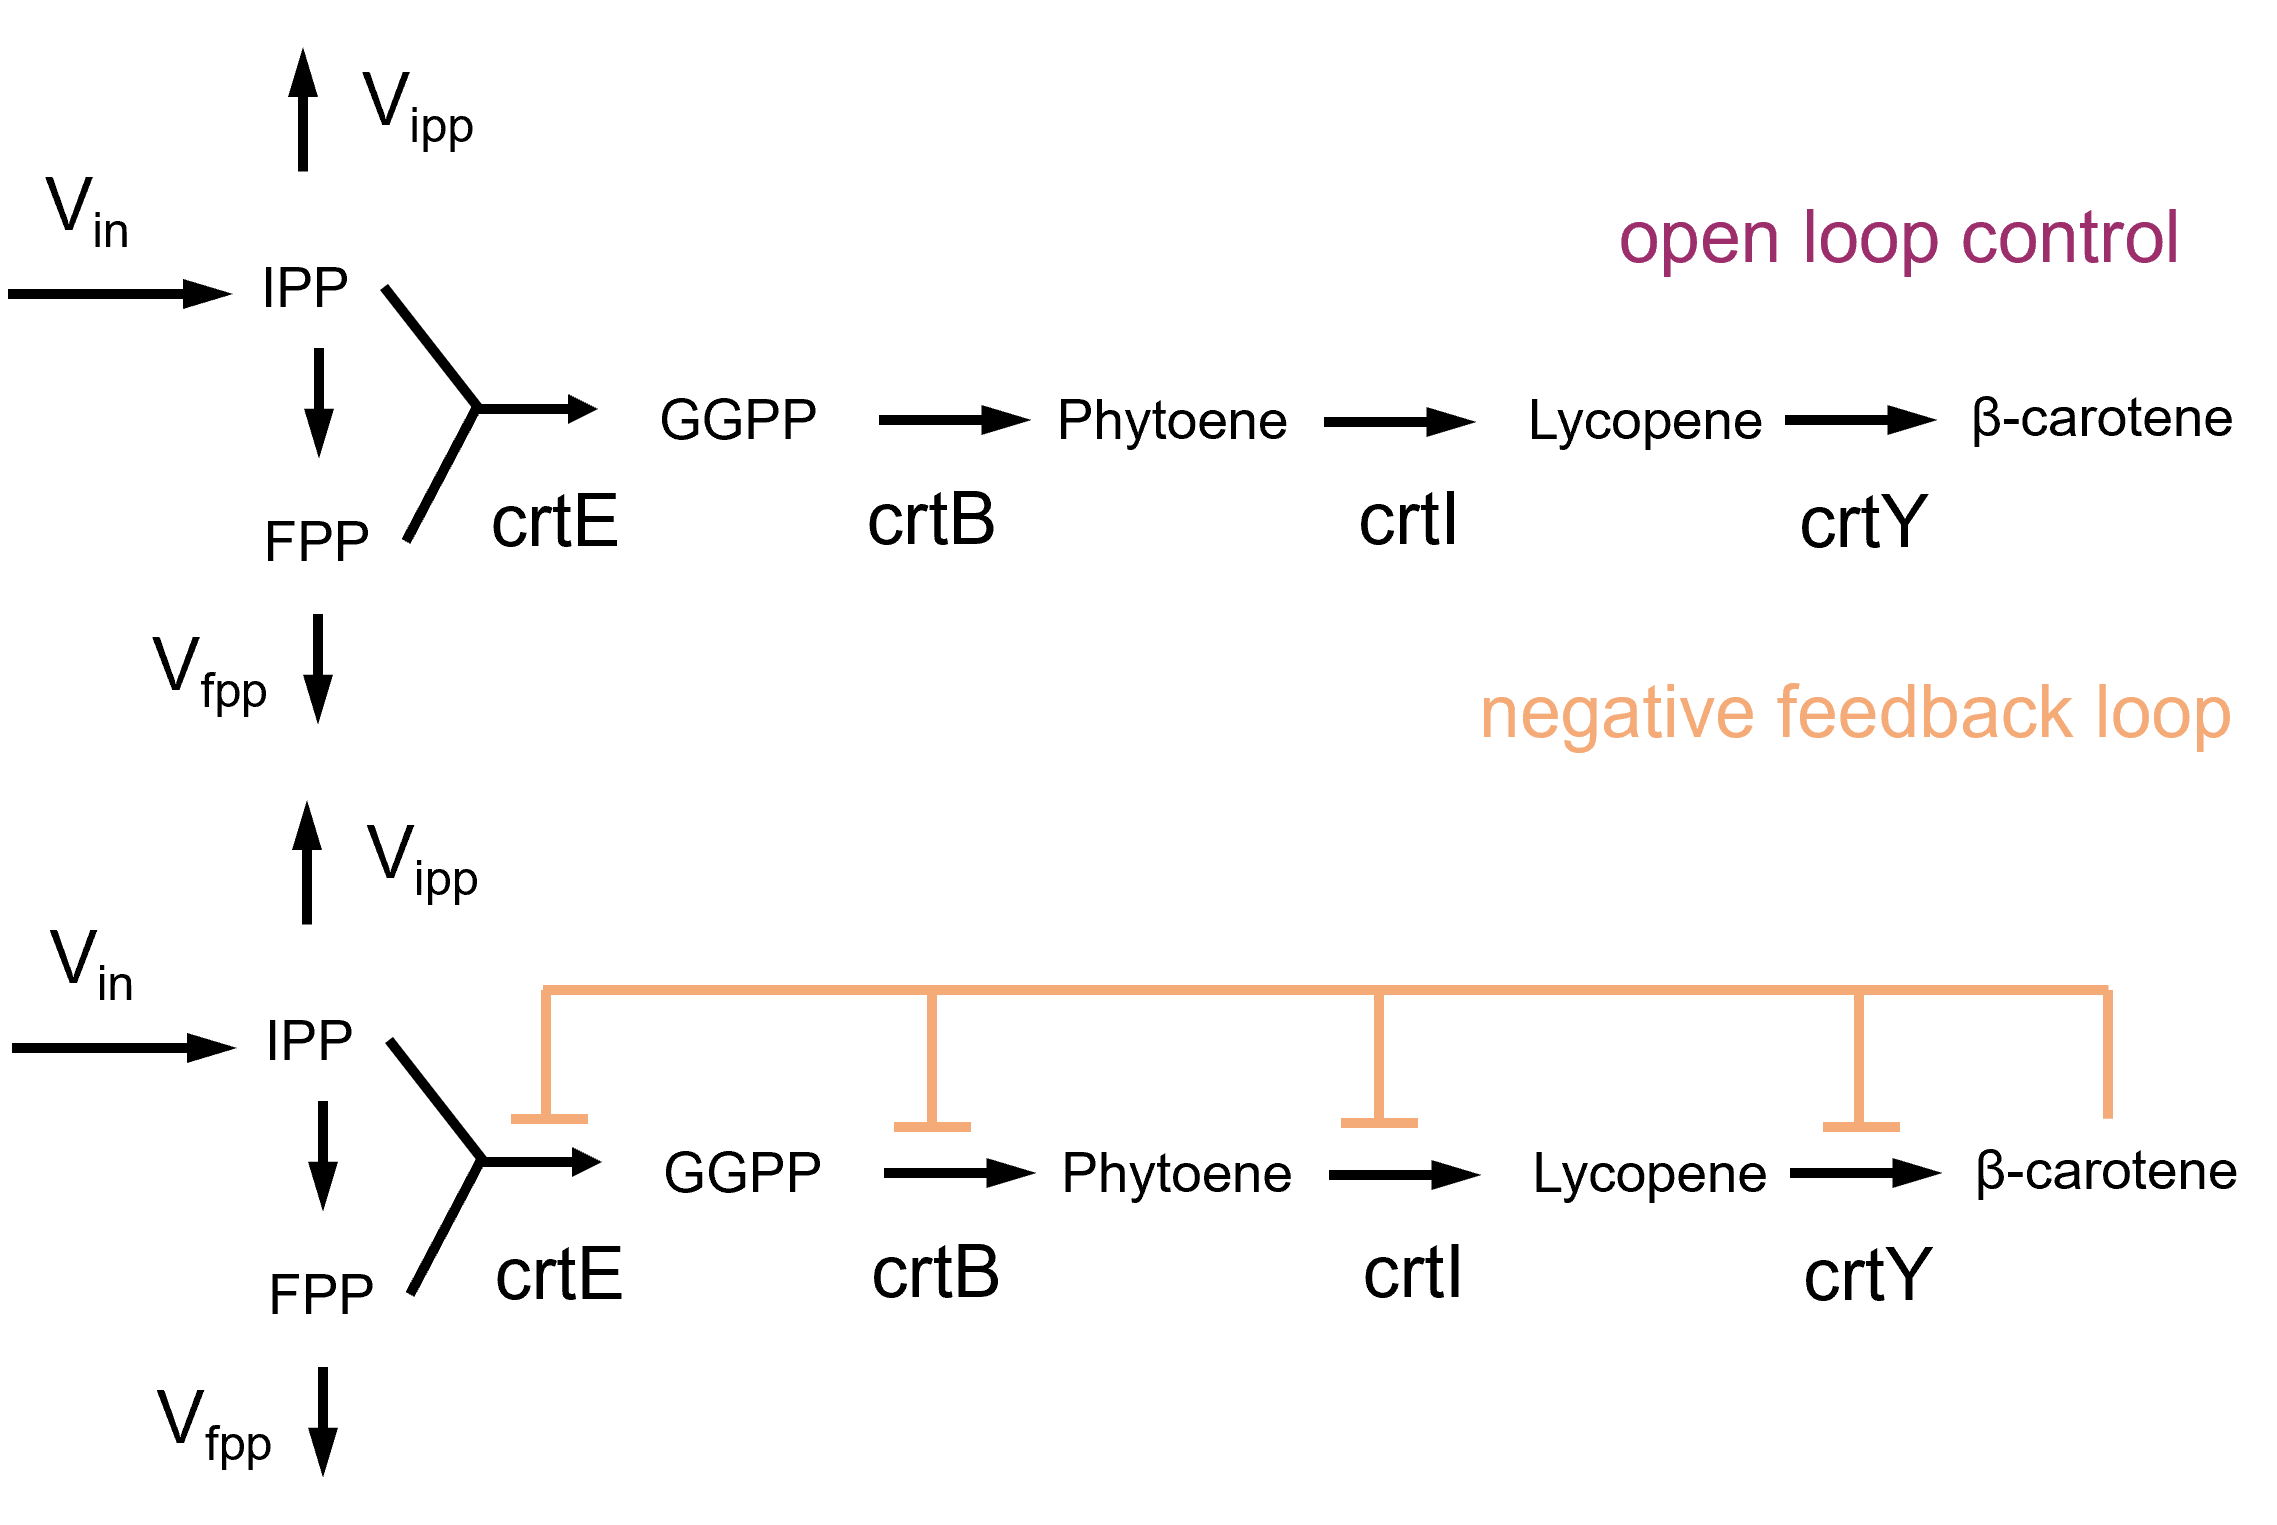 Vipp
Vin
open loop control
IPP
GGPP Phytoene Lycopene β-carotene
crtE crtB crtI crtY
FPP
Vfpp
negative feedback loop
Vipp
Vin
IPP
GGPP Phytoene Lycopene β-carotene
crtE crtB crtI crtY
FPP
Vfpp